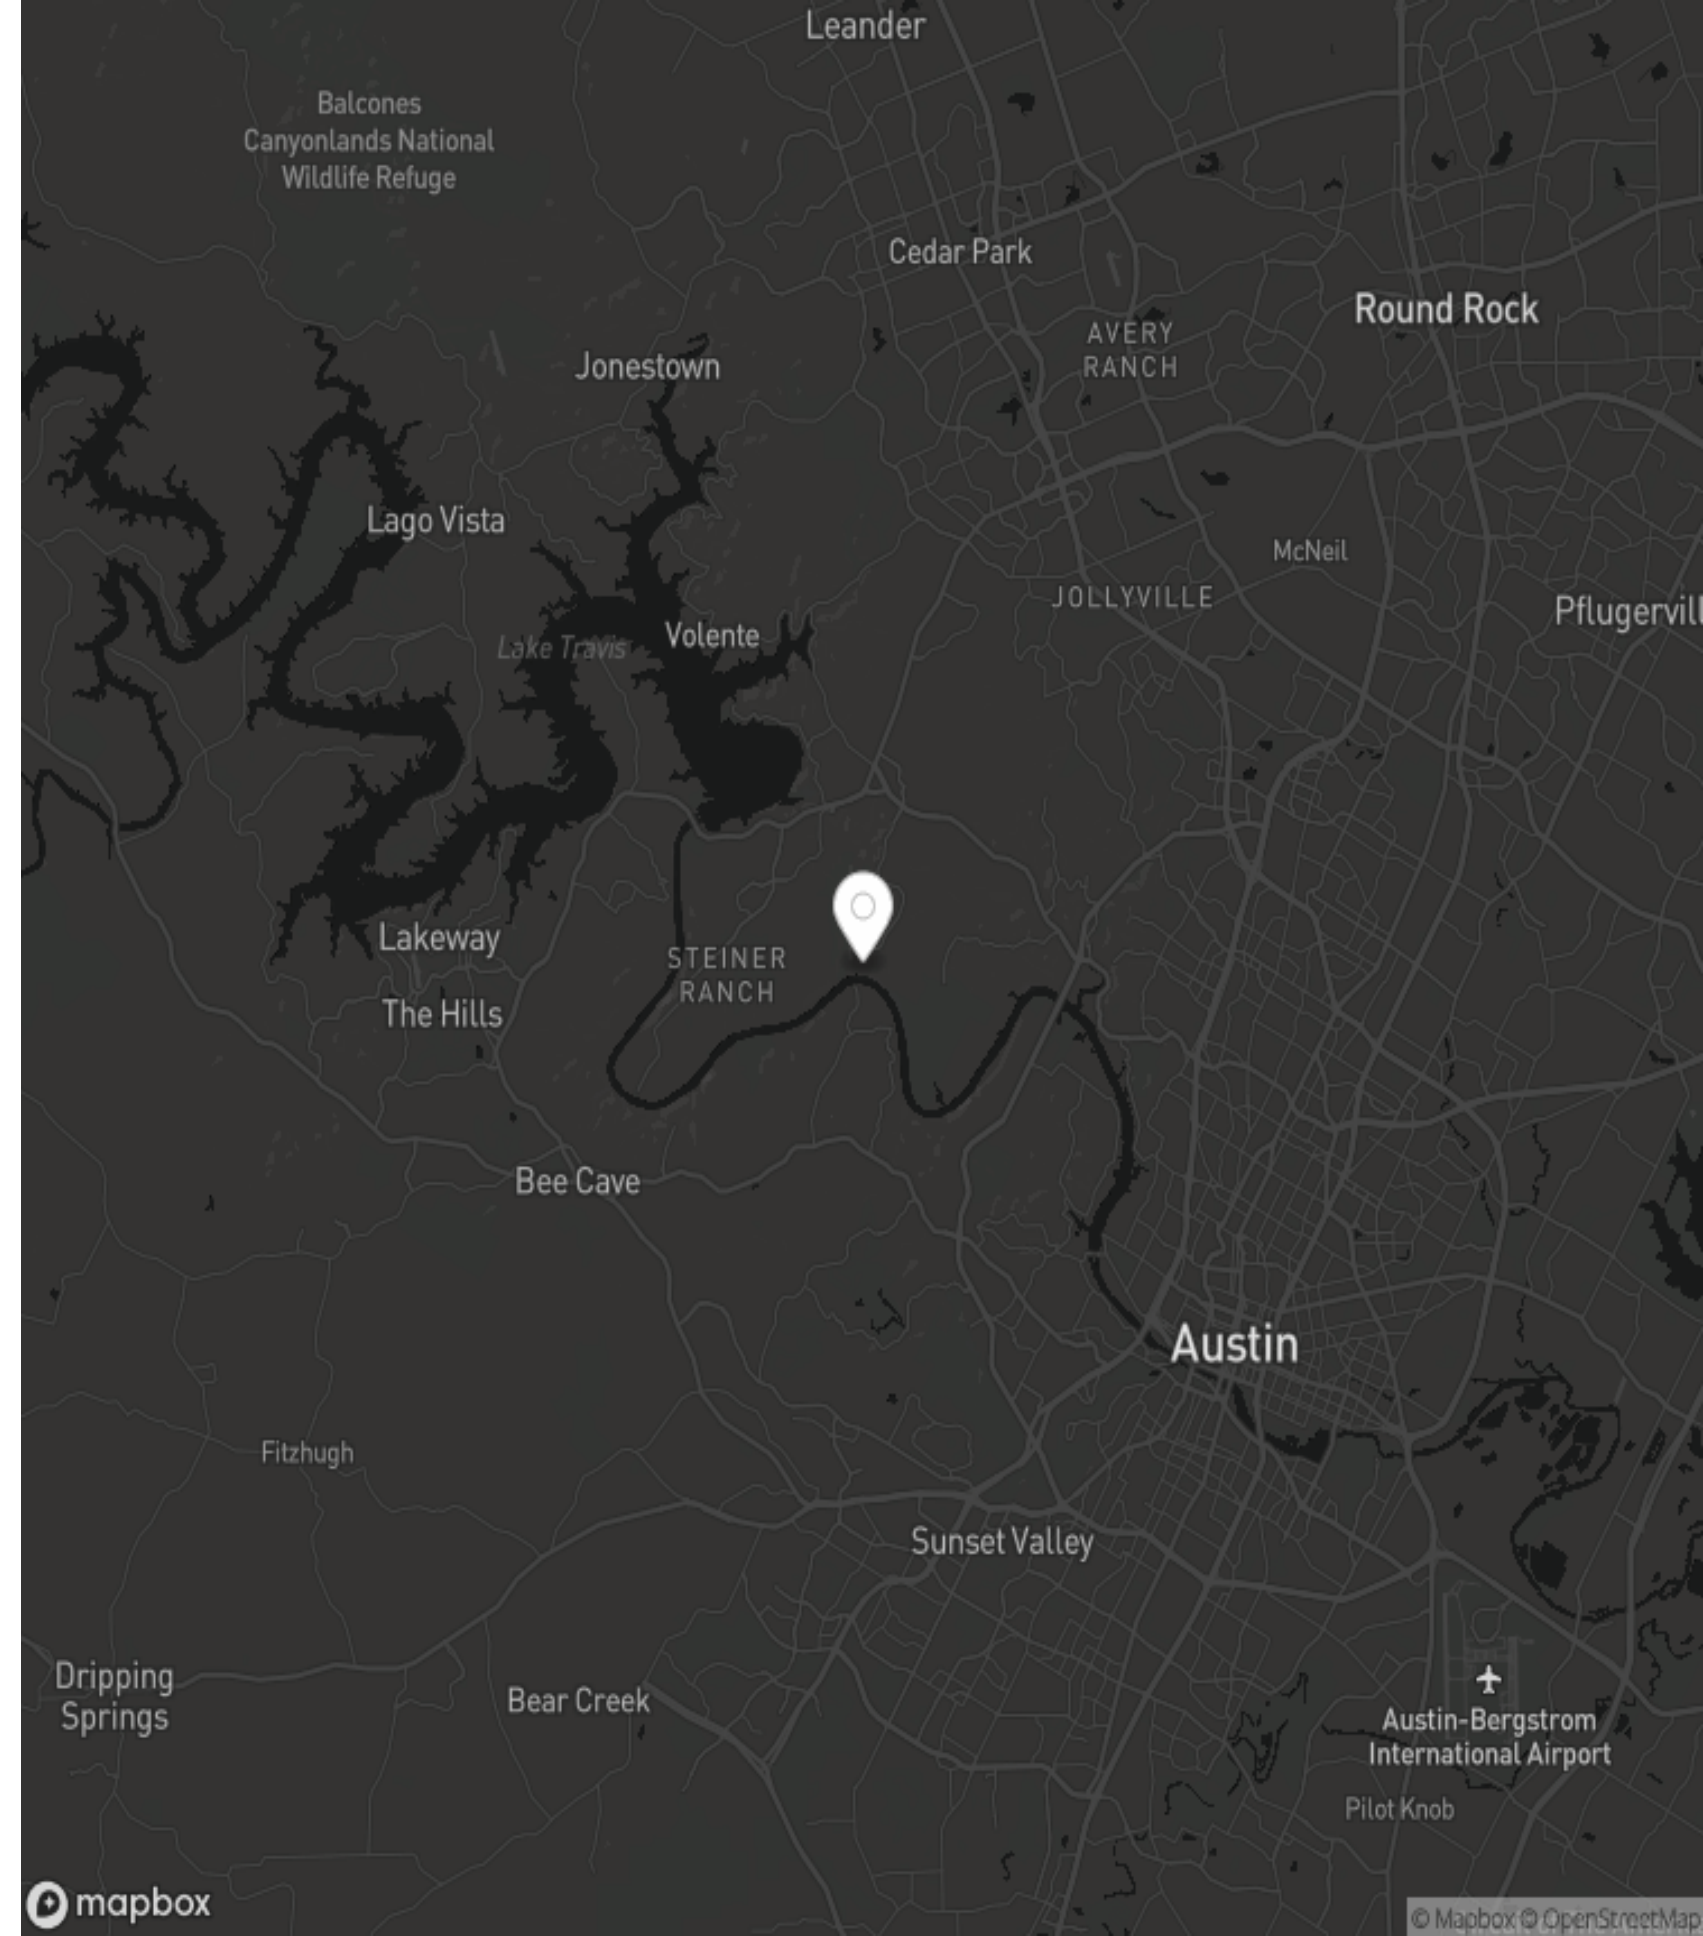 Leander
Balcones
Canyonlands National
Wildlife Refuge
Cedar Park
Round Rock
AVERY
RANCH
Jonestown
Lago Vista
McNeil
JOLLYVILLE
Pflugervill
Volente
Lake Travis
Lakeway
STEINER
RANCH
The Hills
Bee Cave
Austin
Fitzhugh
Sunset Valley
Dripping
Springs
Bear Creek
Austin-Bergstrom
International Airport
Pilot Knob
mapbox
© Mapbox © OpenStreetMap